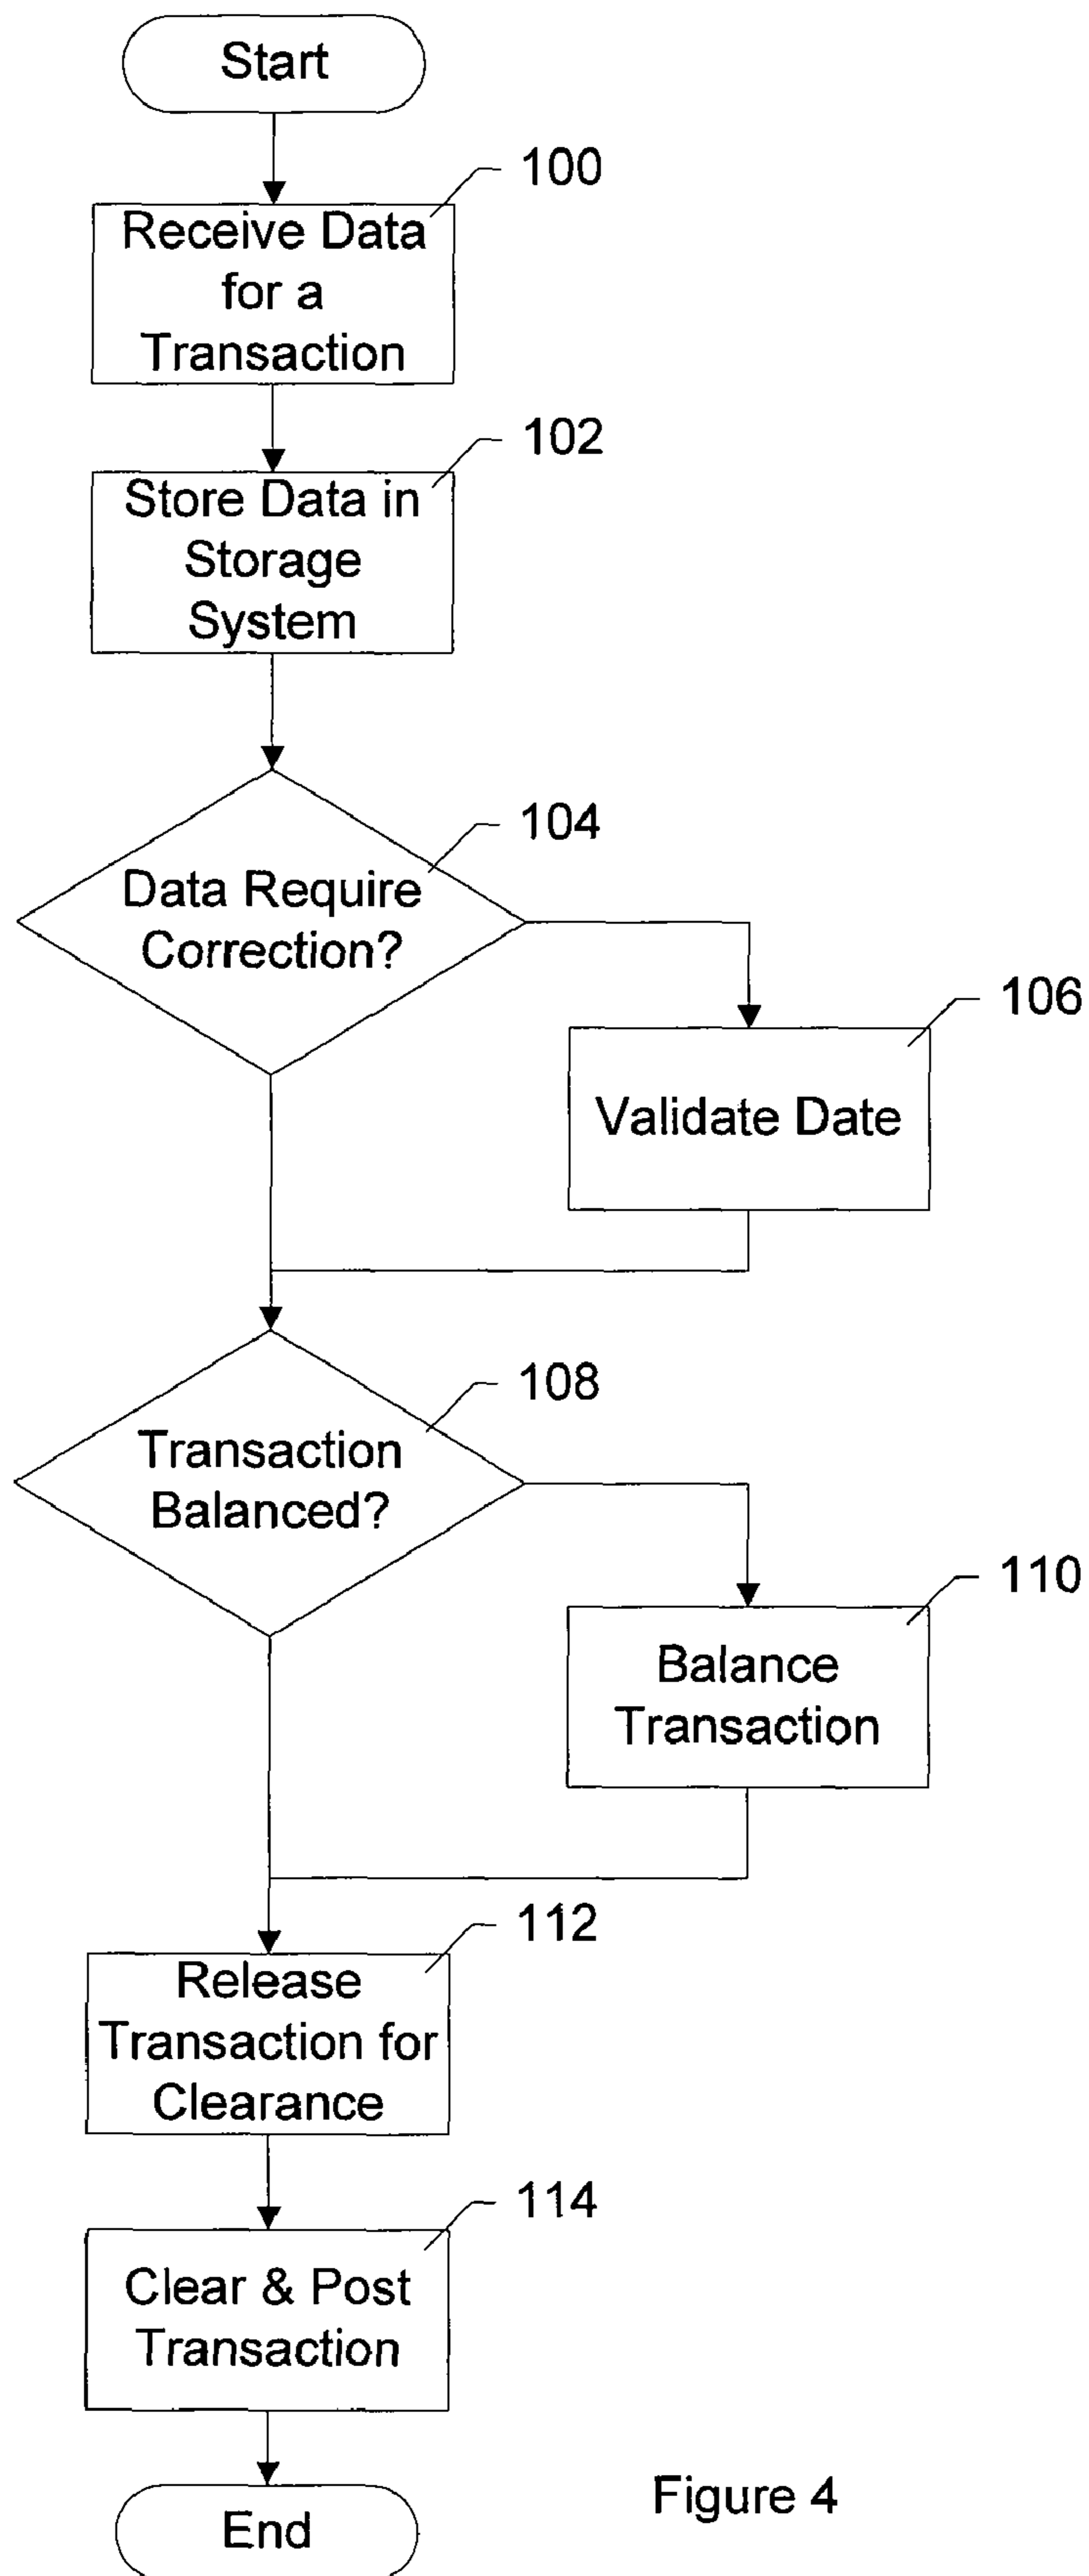 Start
100
Receive Data
for a
Transaction
102
Store Data in
Storage
System
104
Data Require
Correction?
106
Validate Date
108
Transaction
Balanced?
110
Balance
Transaction
112
Release
Transaction for
Clearance
114
Clear & Post
Transaction
End
Figure 4